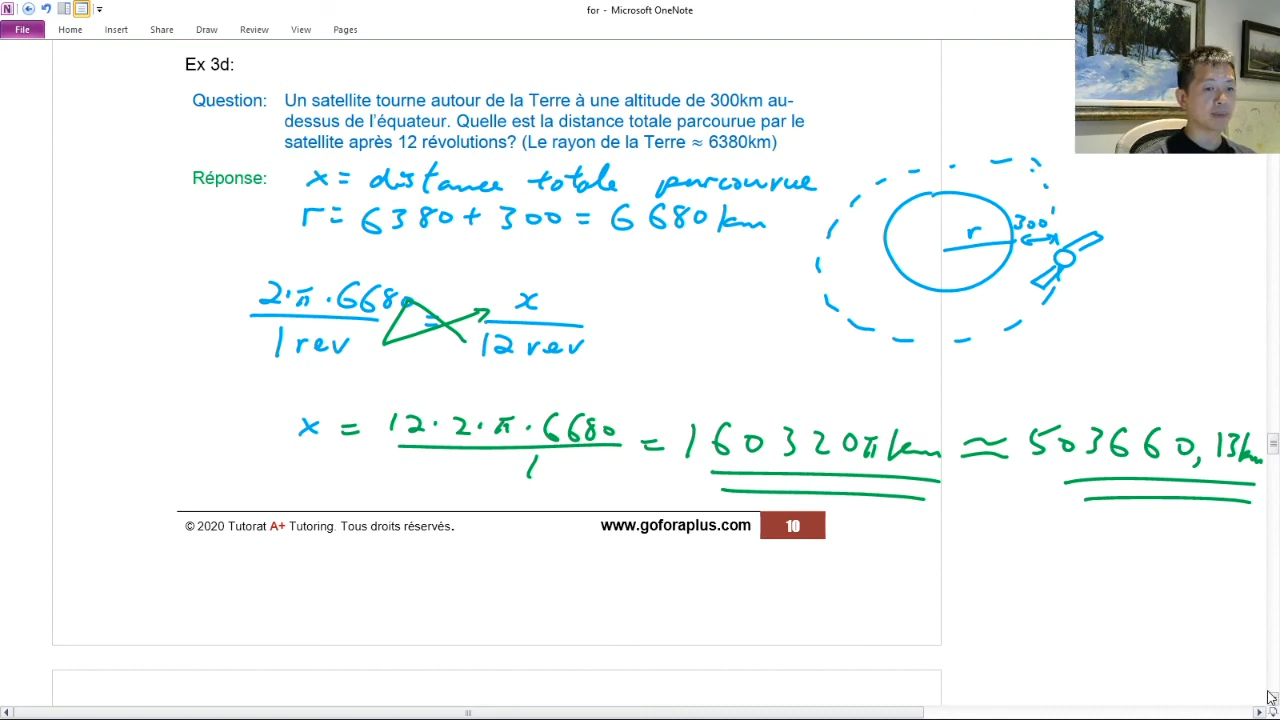 for - Microsoft OneNote
File Home Insert Share Draw Review View Pages
Ex 3d:
Question: Un satellite tourne autour de la Terre à une altitude de 300km au-
dessus de l'équateur. Quelle est la distance totale parcourue par le
satellite après 12 révolutions? (Le rayon de la Terre ≈ 6380km)
Réponse: x = distance totale parcourue
r = 6380 + 300 = 6680 km
r 300
2·π·6680 = x
1 rev 12 rev
x = 12·2·π·6680 = 160320π km ≈ 503660,13km
1
© 2020 Tutorat A+ Tutoring. Tous droits réservés. www.goforaplus.com 10